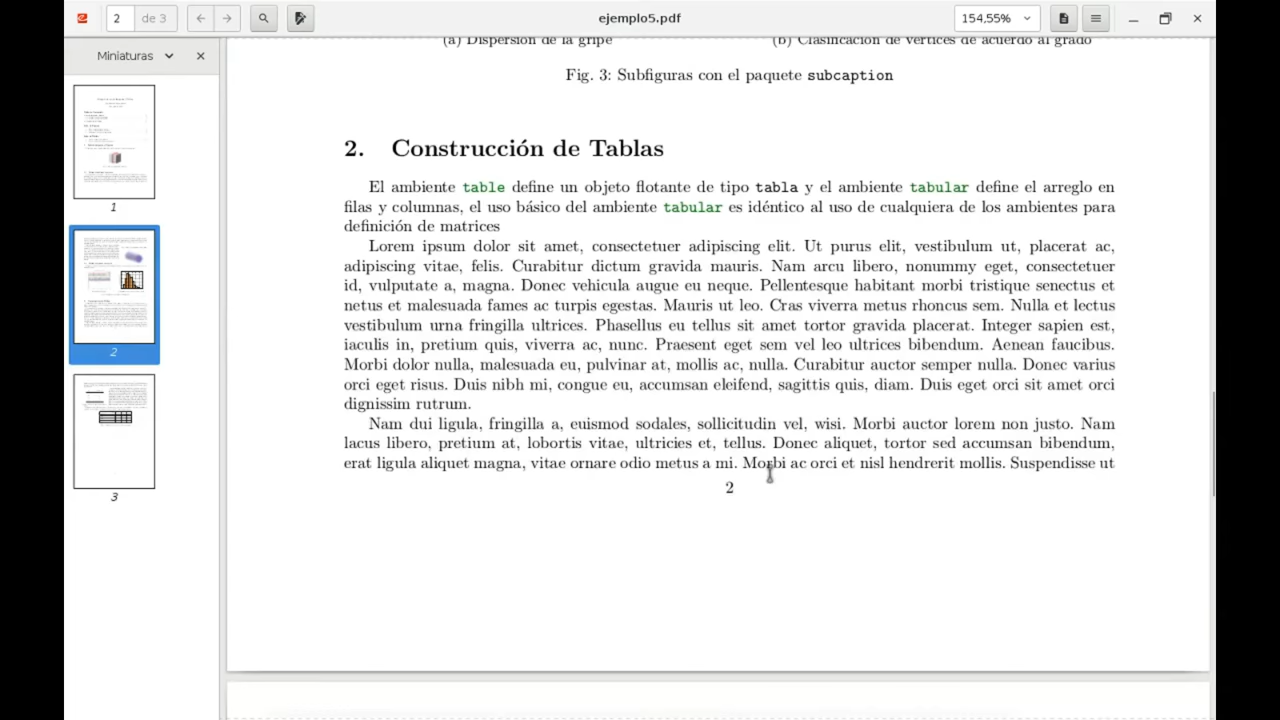 2
de 3
ejemplo5.pdf
154,55%
Miniaturas
1
2
3
(a) Dispersión de la gripe
(b) Clasificación de vértices de acuerdo al grado
Fig. 3: Subfiguras con el paquete subcaption
2. Construcción de Tablas
El ambiente table define un objeto flotante de tipo tabla y el ambiente tabular define el arreglo en
filas y columnas, el uso básico del ambiente tabular es idéntico al uso de cualquiera de los ambientes para
definición de matrices
Lorem ipsum dolor sit amet, consectetuer adipiscing elit. Ut purus elit, vestibulum ut, placerat ac,
adipiscing vitae, felis. Curabitur dictum gravida mauris. Nam arcu libero, nonummy eget, consectetuer
id, vulputate a, magna. Donec vehicula augue eu neque. Pellentesque habitant morbi tristique senectus et
netus et malesuada fames ac turpis egestas. Mauris ut leo. Cras viverra metus rhoncus sem. Nulla et lectus
vestibulum urna fringilla ultrices. Phasellus eu tellus sit amet tortor gravida placerat. Integer sapien est,
iaculis in, pretium quis, viverra ac, nunc. Praesent eget sem vel leo ultrices bibendum. Aenean faucibus.
Morbi dolor nulla, malesuada eu, pulvinar at, mollis ac, nulla. Curabitur auctor semper nulla. Donec varius
orci eget risus. Duis nibh mi, congue eu, accumsan eleifend, sagittis quis, diam. Duis eget orci sit amet orci
dignissim rutrum.
Nam dui ligula, fringilla a, euismod sodales, sollicitudin vel, wisi. Morbi auctor lorem non justo. Nam
lacus libero, pretium at, lobortis vitae, ultricies et, tellus. Donec aliquet, tortor sed accumsan bibendum,
erat ligula aliquet magna, vitae ornare odio metus a mi. Morbi ac orci et nisl hendrerit mollis. Suspendisse ut
2